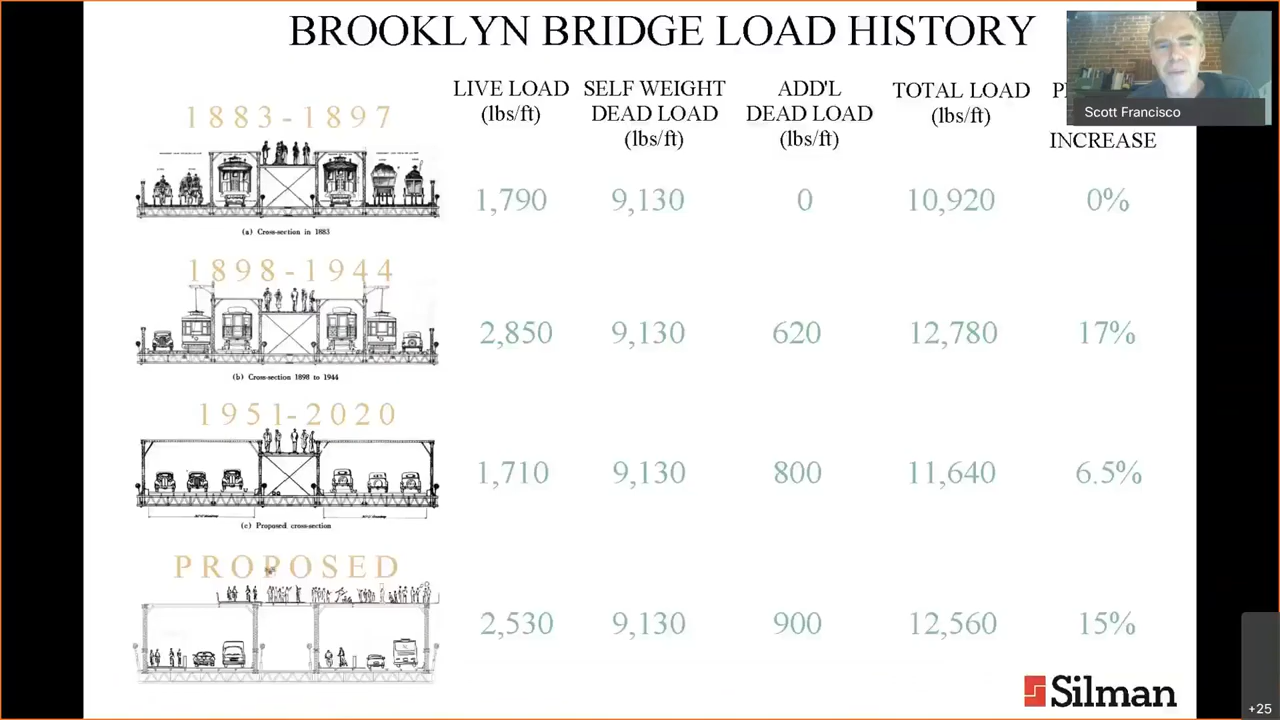 BROOKLYN BRIDGE LOAD HISTORY
Scott Francisco
LIVE LOAD
(lbs/ft)
SELF WEIGHT
DEAD LOAD
(lbs/ft)
ADD'L
DEAD LOAD
(lbs/ft)
TOTAL LOAD
(lbs/ft)
INCREASE
1883-1897
1,790 9,130 0 10,920 0%
(a) Cross-section in 1883
1898-1944
2,850 9,130 620 12,780 17%
(b) Cross-section 1898 to 1944
1951-2020
1,710 9,130 800 11,640 6.5%
(c) Proposed cross-section
PROPOSED
2,530 9,130 900 12,560 15%
Silman
+25